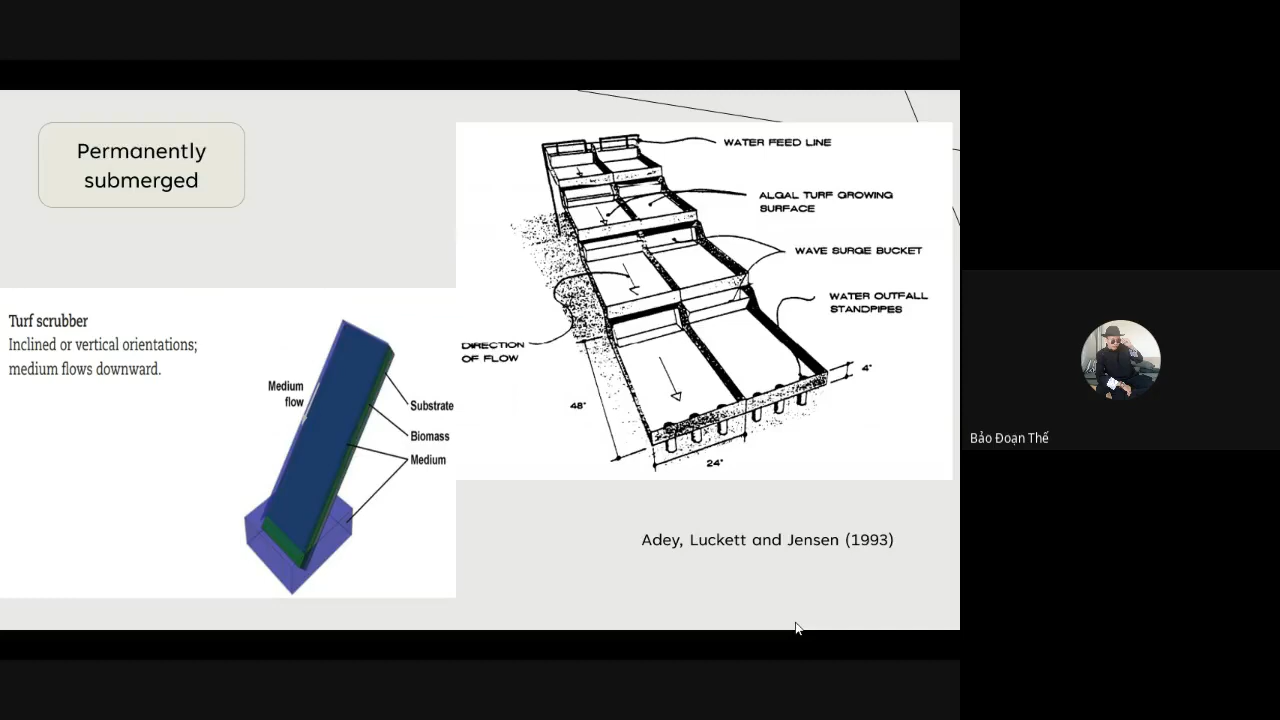 Permanently
submerged
Turf scrubber
Inclined or vertical orientations;
medium flows downward.
Medium
flow
Substrate
Biomass
Medium
WATER FEED LINE
ALGAL TURF GROWING
SURFACE
WAVE SURGE BUCKET
WATER OUTFALL
STANDPIPES
DIRECTION
OF FLOW
4"
48"
24"
Adey, Luckett and Jensen (1993)
Bảo Đoạn Thế